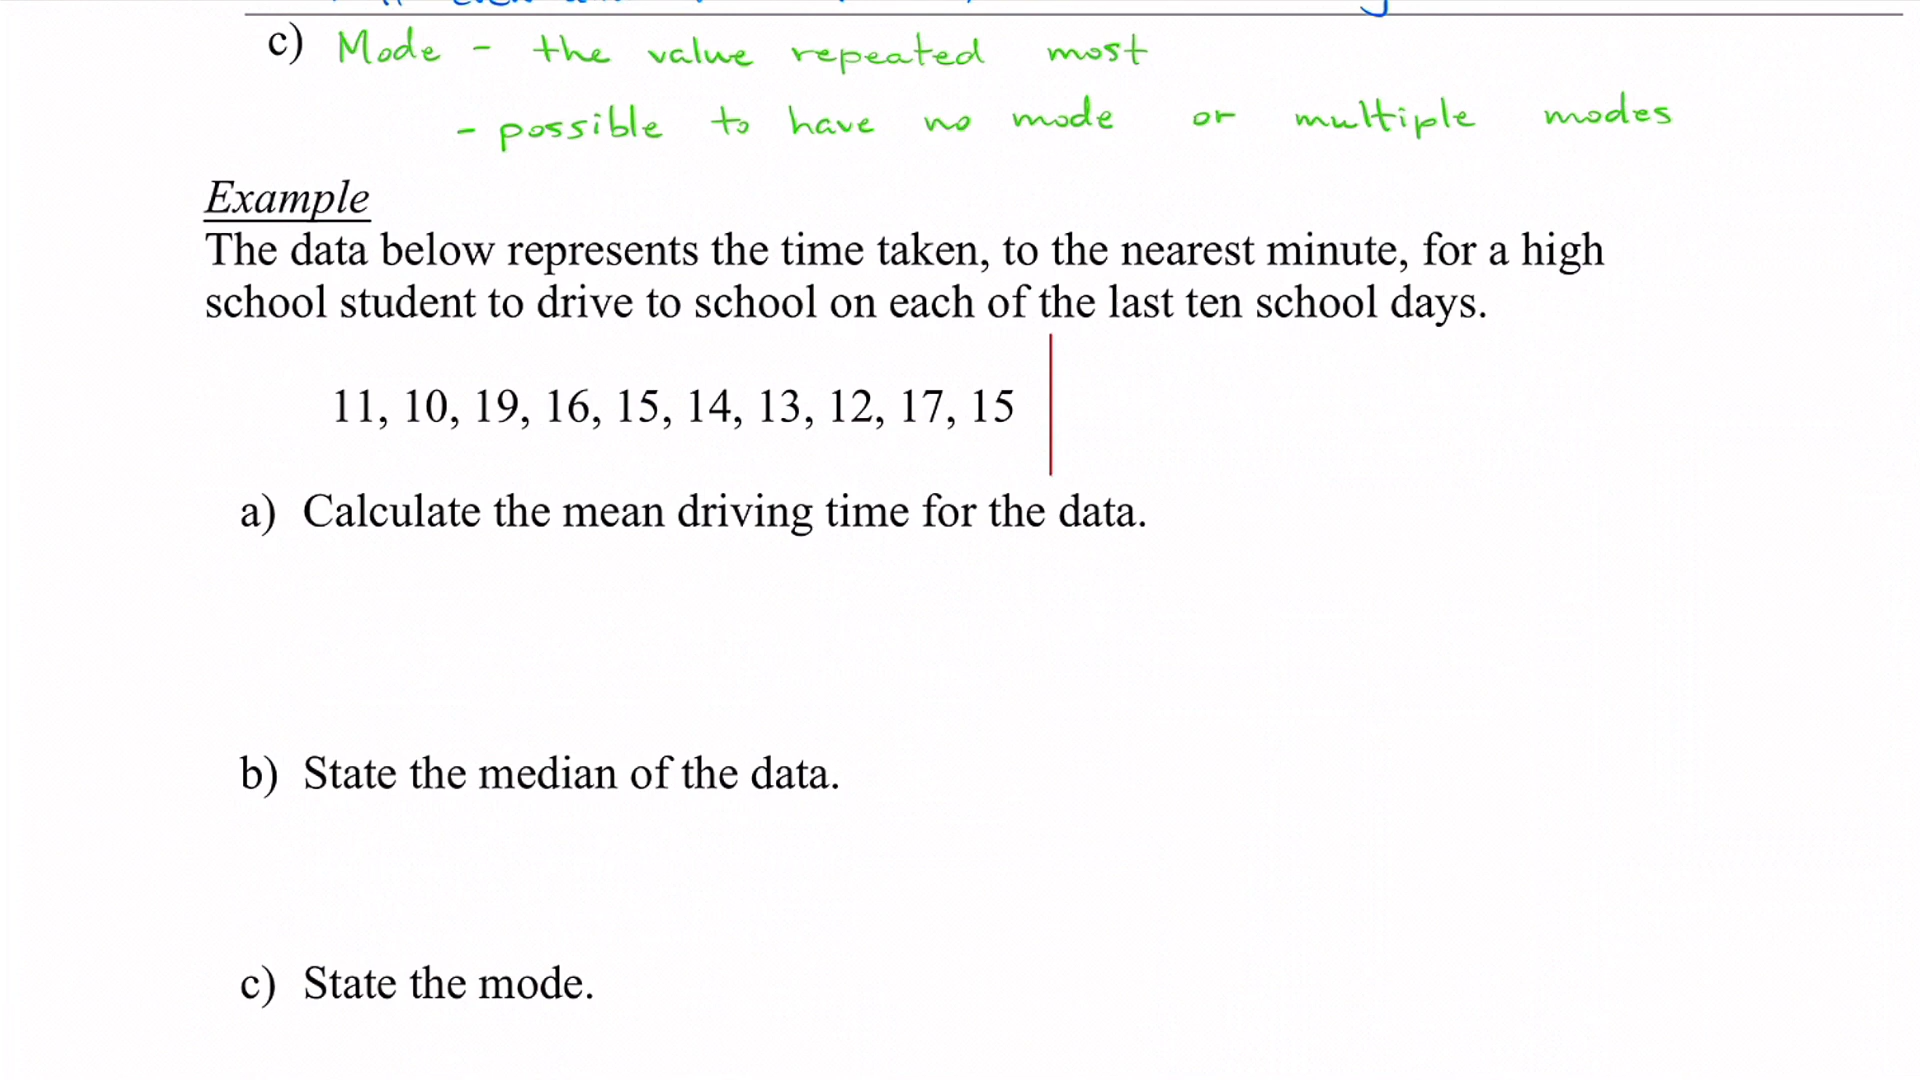 c) Mode - the value repeated most
- possible to have no mode or multiple modes
Example
The data below represents the time taken, to the nearest minute, for a high
school student to drive to school on each of the last ten school days.
11, 10, 19, 16, 15, 14, 13, 12, 17, 15
a) Calculate the mean driving time for the data.
b) State the median of the data.
c) State the mode.